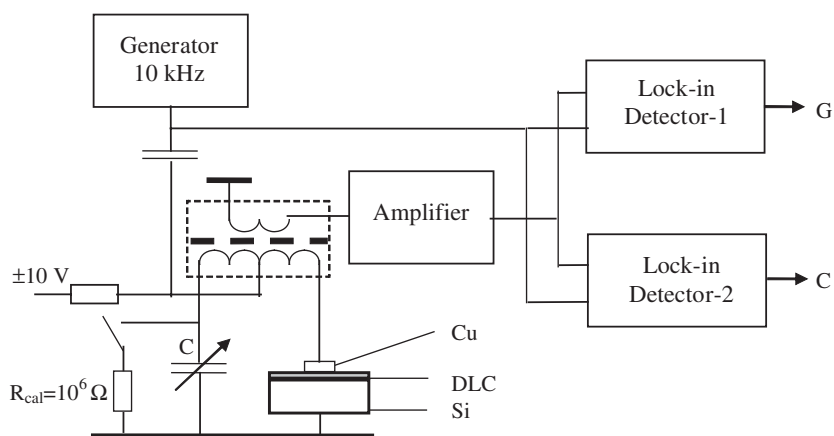 Generator
10 kHz
Lock-in
Detector-1
G
Amplifier
Lock-in
Detector-2
C
±10 V
C
Cu
DLC
Si
R_cal=10^6 Ω